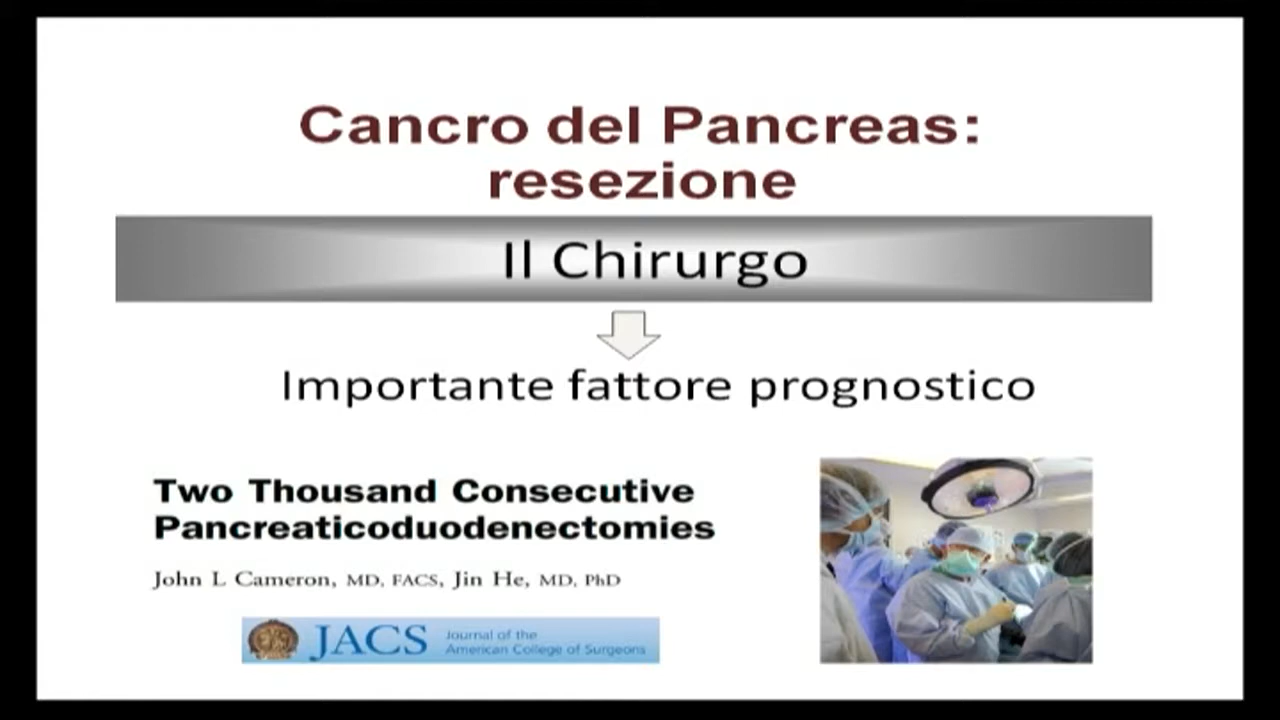 Cancro del Pancreas:
resezione
Il Chirurgo
Importante fattore prognostico
Two Thousand Consecutive
Pancreaticoduodenectomies
John L Cameron, MD, FACS, Jin He, MD, PhD
JACS
Journal of the
American College of Surgeons